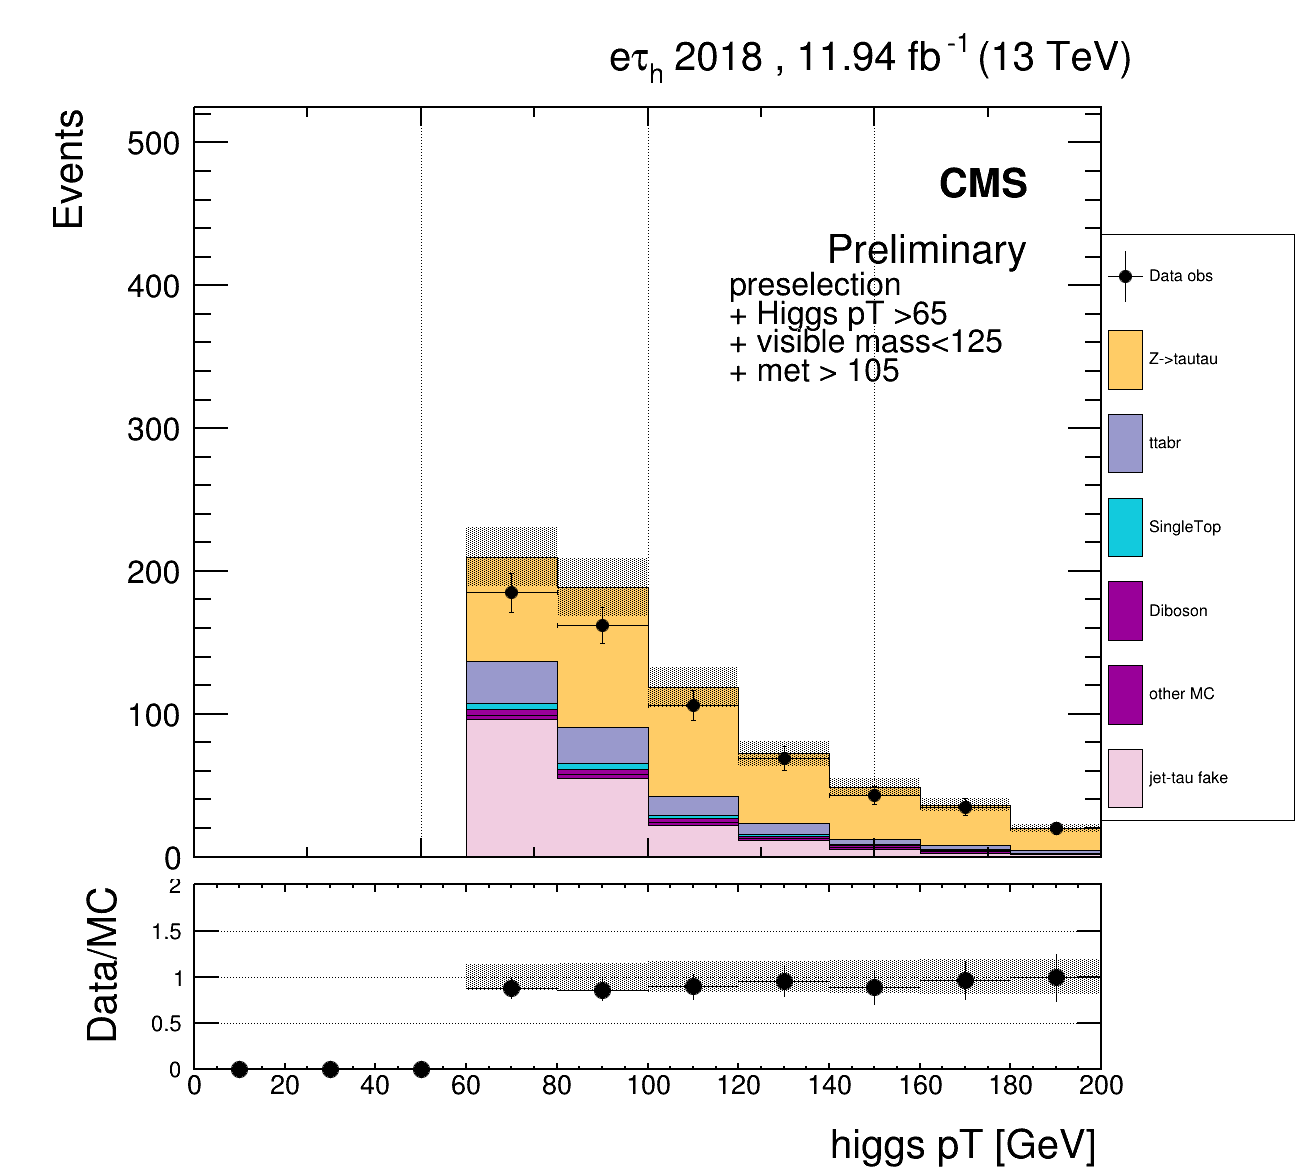 eτh 2018 , 11.94 fb-1 (13 TeV)
Events
500
400
300
200
100
0
CMS
Preliminary
preselection
+ Higgs pT >65
+ visible mass<125
+ met > 105
Data obs
Z->tautau
ttabr
SingleTop
Diboson
other MC
jet-tau fake
Data/MC
2
1.5
1
0.5
0
0 20 40 60 80 100 120 140 160 180 200
higgs pT [GeV]